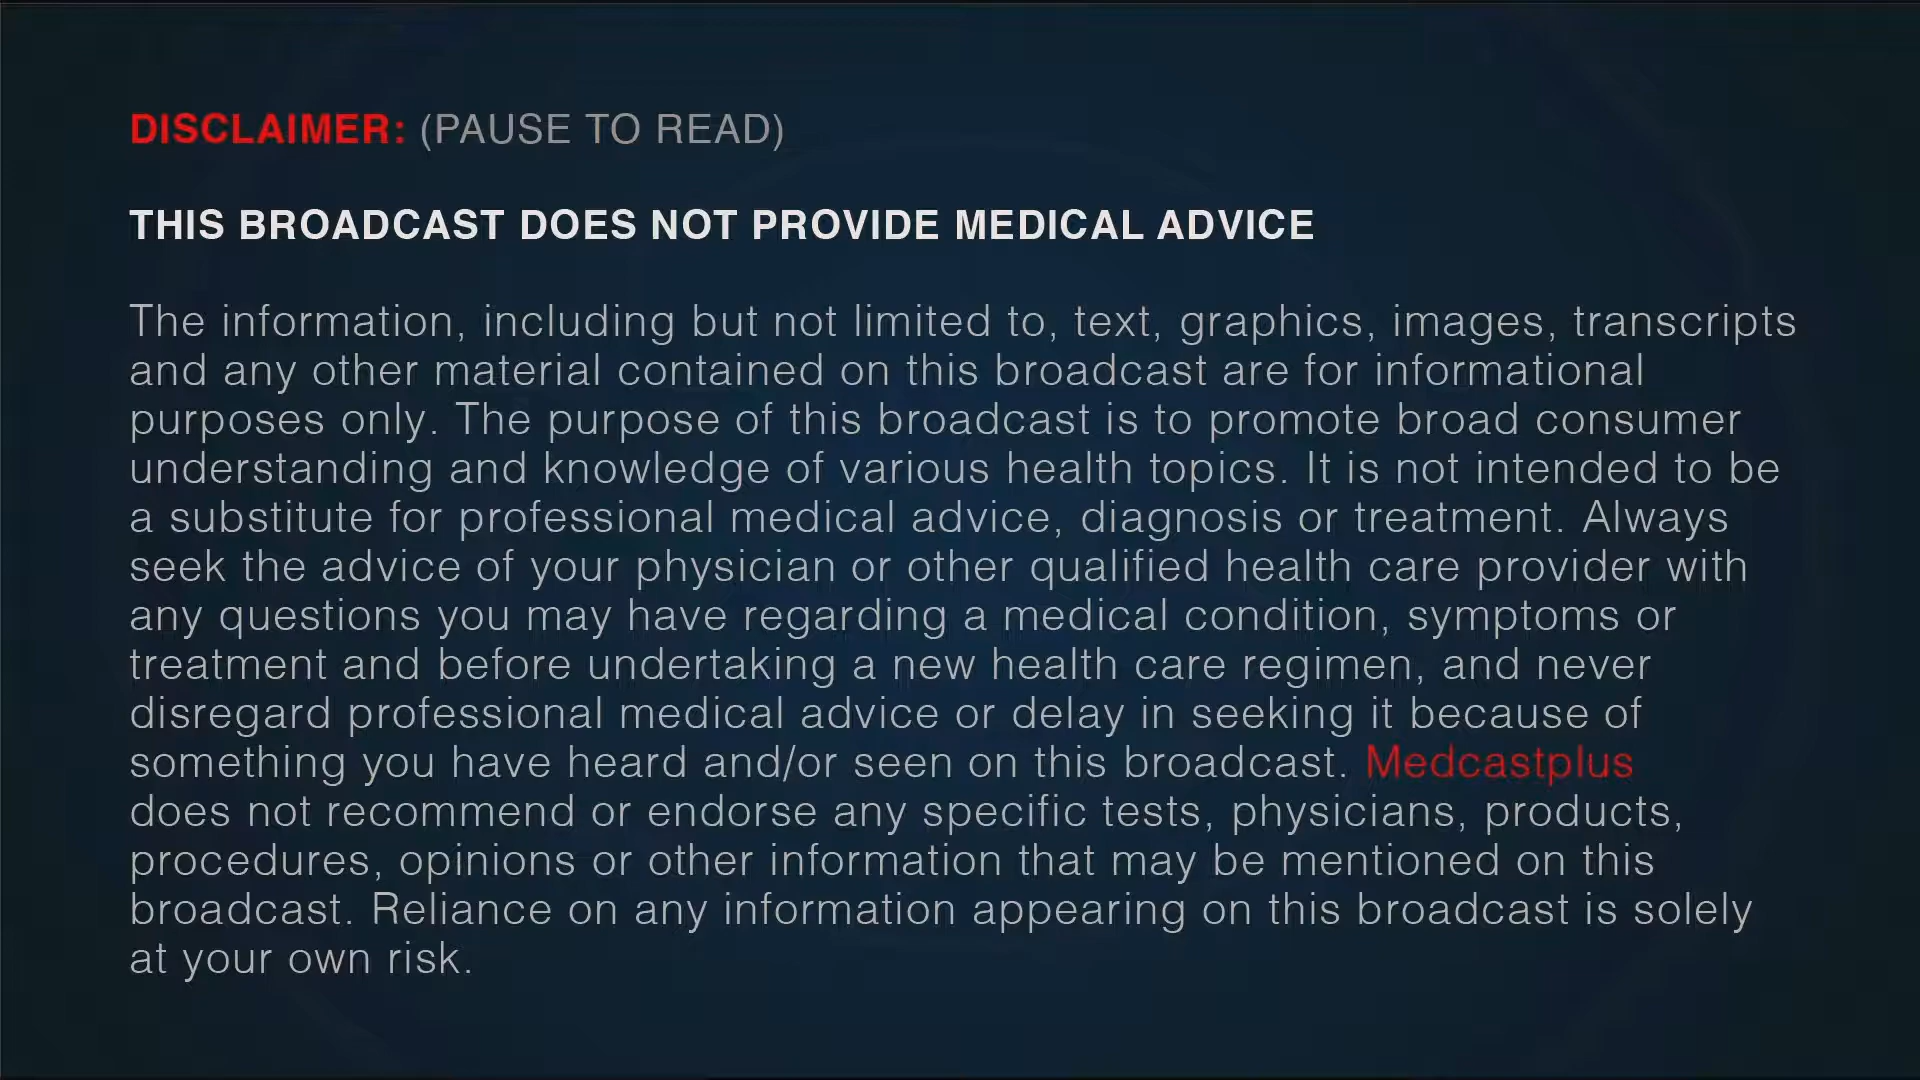 DISCLAIMER: (PAUSE TO READ)
THIS BROADCAST DOES NOT PROVIDE MEDICAL ADVICE
The information, including but not limited to, text, graphics, images, transcripts
and any other material contained on this broadcast are for informational
purposes only. The purpose of this broadcast is to promote broad consumer
understanding and knowledge of various health topics. It is not intended to be
a substitute for professional medical advice, diagnosis or treatment. Always
seek the advice of your physician or other qualified health care provider with
any questions you may have regarding a medical condition, symptoms or
treatment and before undertaking a new health care regimen, and never
disregard professional medical advice or delay in seeking it because of
something you have heard and/or seen on this broadcast. Medcastplus
does not recommend or endorse any specific tests, physicians, products,
procedures, opinions or other information that may be mentioned on this
broadcast. Reliance on any information appearing on this broadcast is solely
at your own risk.